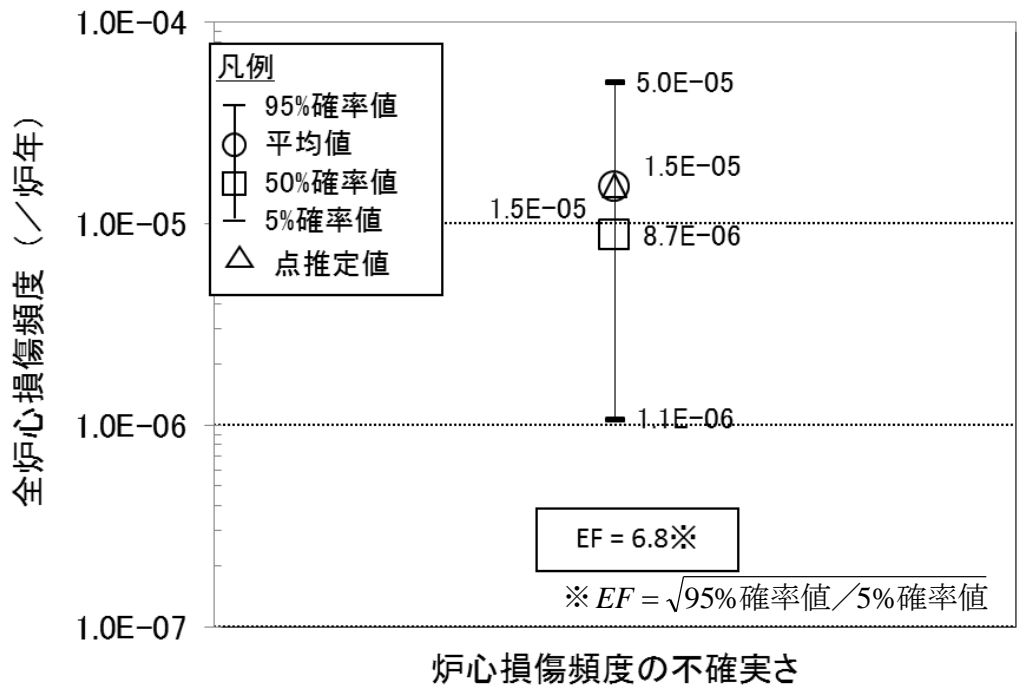 1.0E-04
1.0E-05
1.0E-06
1.0E-07
全炉心損傷頻度（／炉年）
凡例
95%確率値
平均値
50%確率値
5%確率値
点推定値
5.0E-05
1.5E-05
1.5E-05
8.7E-06
1.1E-06
EF = 6.8※
※ EF = √95%確率値／5%確率値
炉心損傷頻度の不確実さ